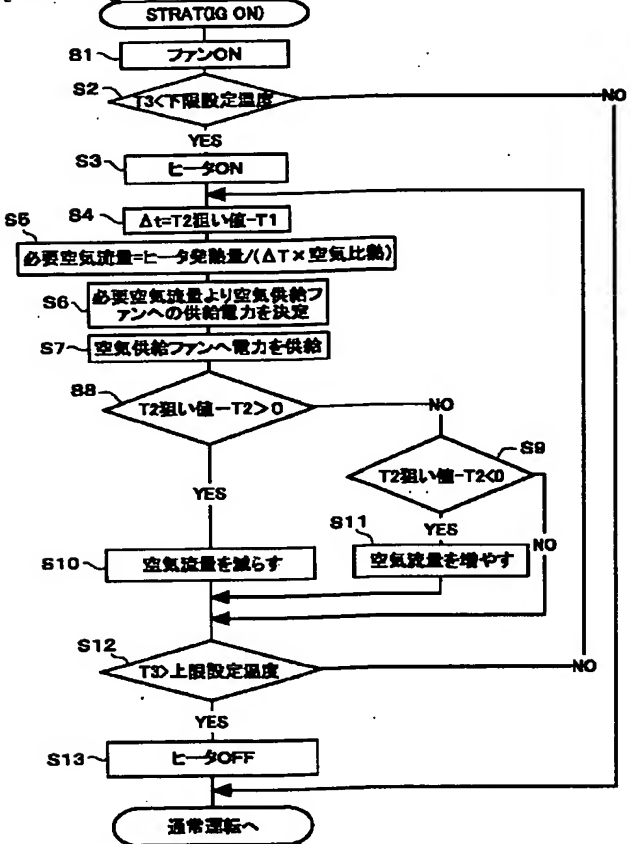 STRAT(IG ON)
S1
ファンON
S2
T3<下限設定温度
NO
YES
S3
ヒータON
S4
Δt=T2狙い値-T1
S5
必要空気流量=ヒータ発熱量/(ΔT×空気比熱)
S6
必要空気流量より空気供給フ
ァンへの供給電力を決定
S7
空気供給ファンへ電力を供給
S8
T2狙い値-T2>0
NO
S9
T2狙い値-T2<0
YES
YES
NO
S10
空気流量を減らす
S11
空気流量を増やす
S12
T3>上限設定温度
NO
YES
S13
ヒータOFF
通常運転へ